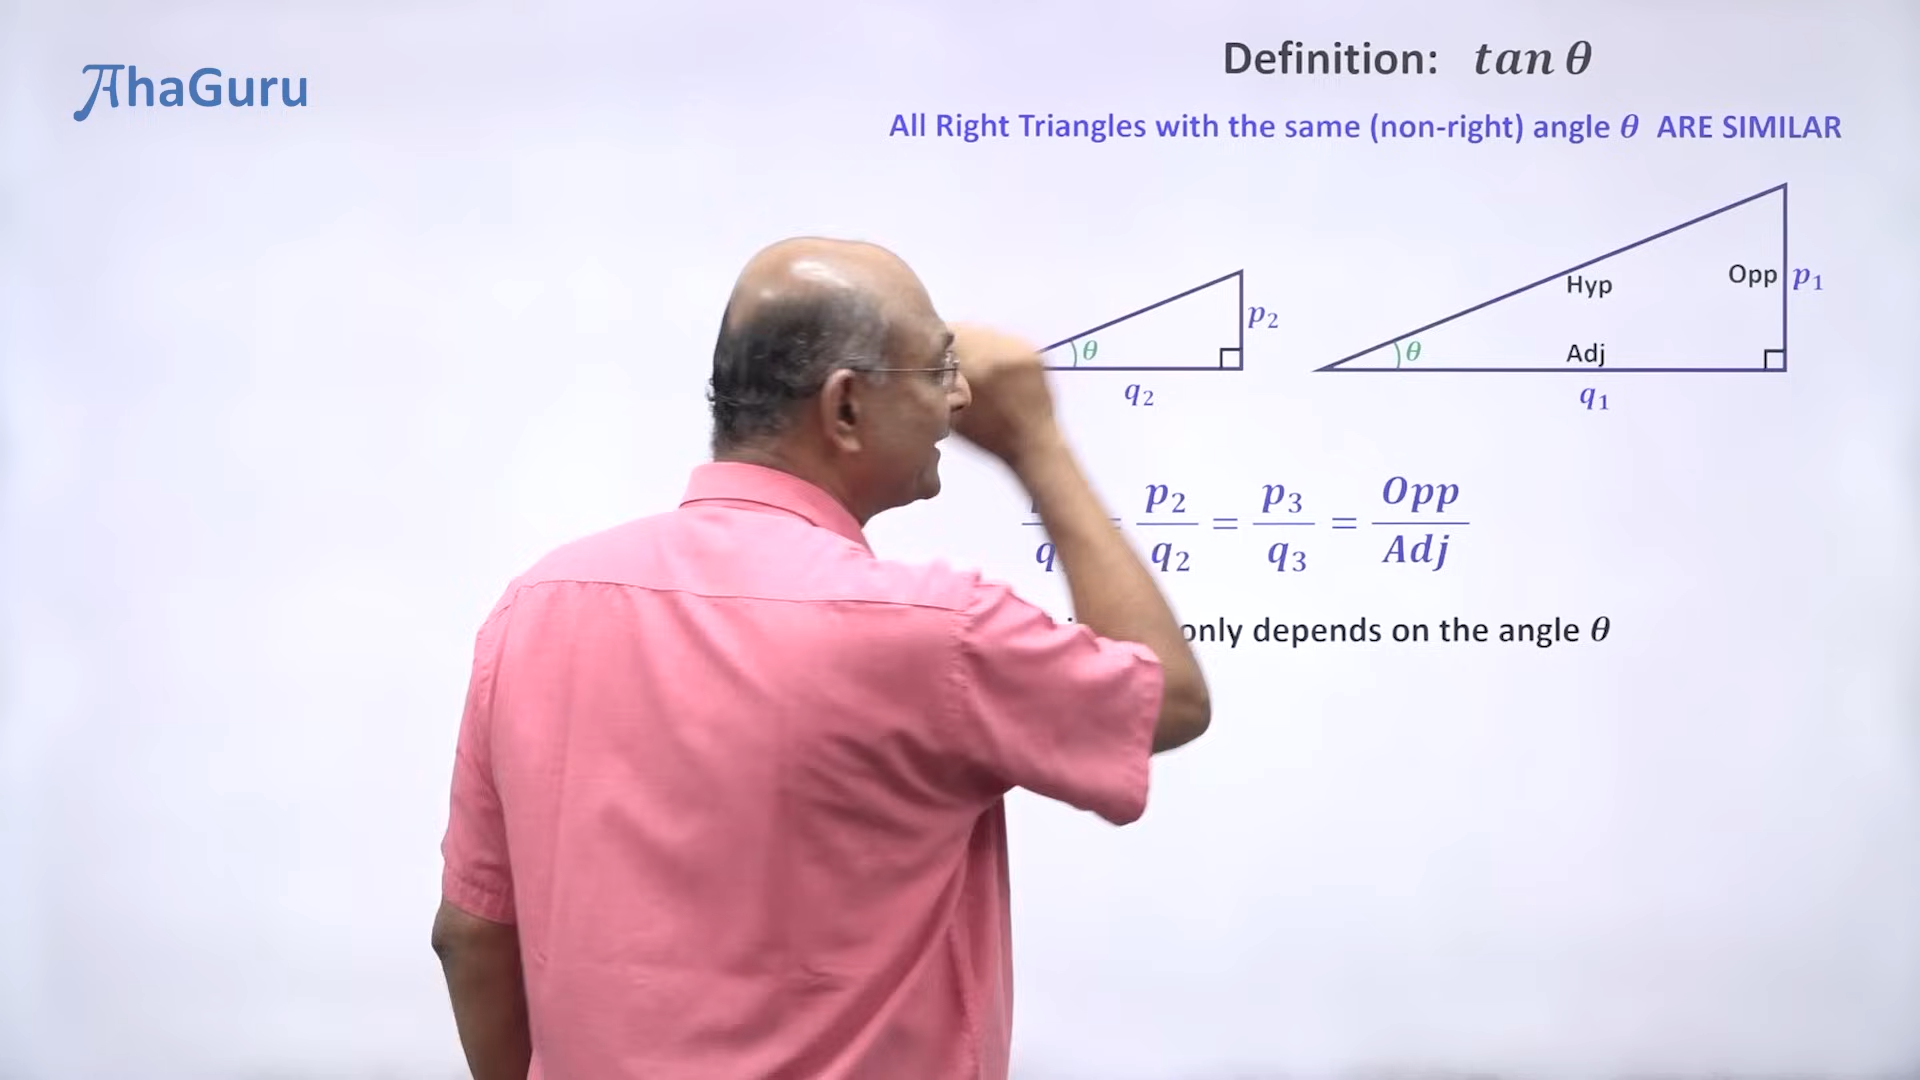 AhaGuru
Definition: tan θ
All Right Triangles with the same (non-right) angle θ ARE SIMILAR
Hyp
Opp p₁
p₂
θ
θ
Adj
q₂
q₁
q = p₂/q₂ = p₃/q₃ = Opp/Adj
only depends on the angle θ